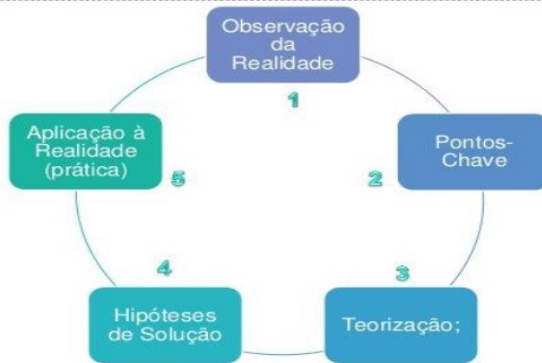 Observação
da
Realidade
1
Pontos-
Chave
2
3
Teorização;
4
Hipóteses
de Solução
Aplicação à
Realidade
(prática)
5